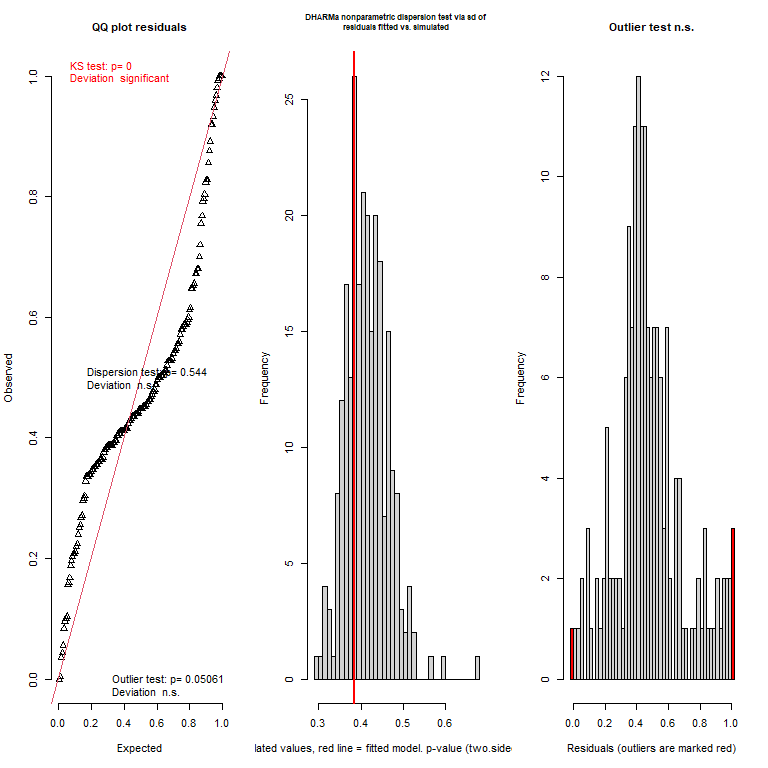 QQ plot residuals
KS test: p= 0
Deviation  significant
Dispersion test: p= 0.544
Deviation  n.s.
Outlier test: p= 0.05061
Deviation  n.s.
Observed
0.0
0.2
0.4
0.6
0.8
1.0
0.0
0.2
0.4
0.6
0.8
1.0
Expected
DHARMa nonparametric dispersion test via sd of
residuals fitted vs. simulated
Frequency
0
5
10
15
20
25
0.3
0.4
0.5
0.6
lated values, red line = fitted model. p-value (two.side
Outlier test n.s.
Frequency
0
2
4
6
8
10
12
0.0
0.2
0.4
0.6
0.8
1.0
Residuals (outliers are marked red)